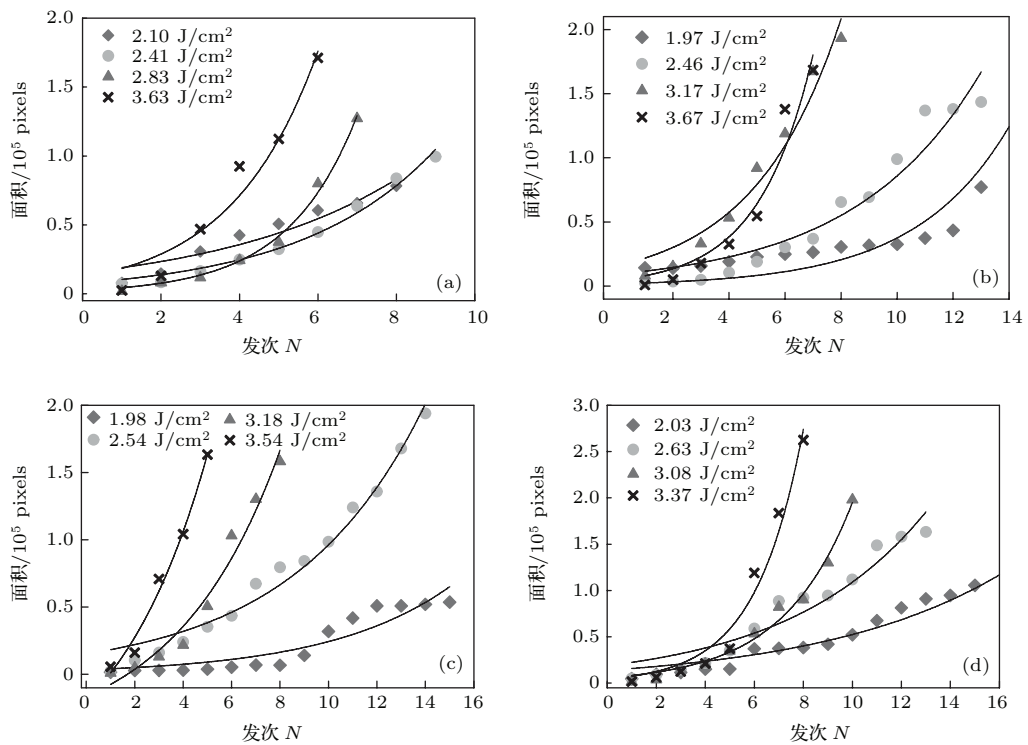 2.0
1.5
1.0
0.5
0
面积/10⁵ pixels
2.10 J/cm²
2.41 J/cm²
2.83 J/cm²
3.63 J/cm²
(a)
0 2 4 6 8 10
发次 N
2.0
1.5
1.0
0.5
0
面积/10⁵ pixels
1.97 J/cm²
2.46 J/cm²
3.17 J/cm²
3.67 J/cm²
(b)
0 2 4 6 8 10 12 14
发次 N
2.0
1.5
1.0
0.5
0
面积/10⁵ pixels
1.98 J/cm² 3.18 J/cm²
2.54 J/cm² 3.54 J/cm²
(c)
0 2 4 6 8 10 12 14 16
发次 N
3.0
2.5
2.0
1.5
1.0
0.5
0
面积/10⁵ pixels
2.03 J/cm²
2.63 J/cm²
3.08 J/cm²
3.37 J/cm²
(d)
0 2 4 6 8 10 12 14 16
发次 N